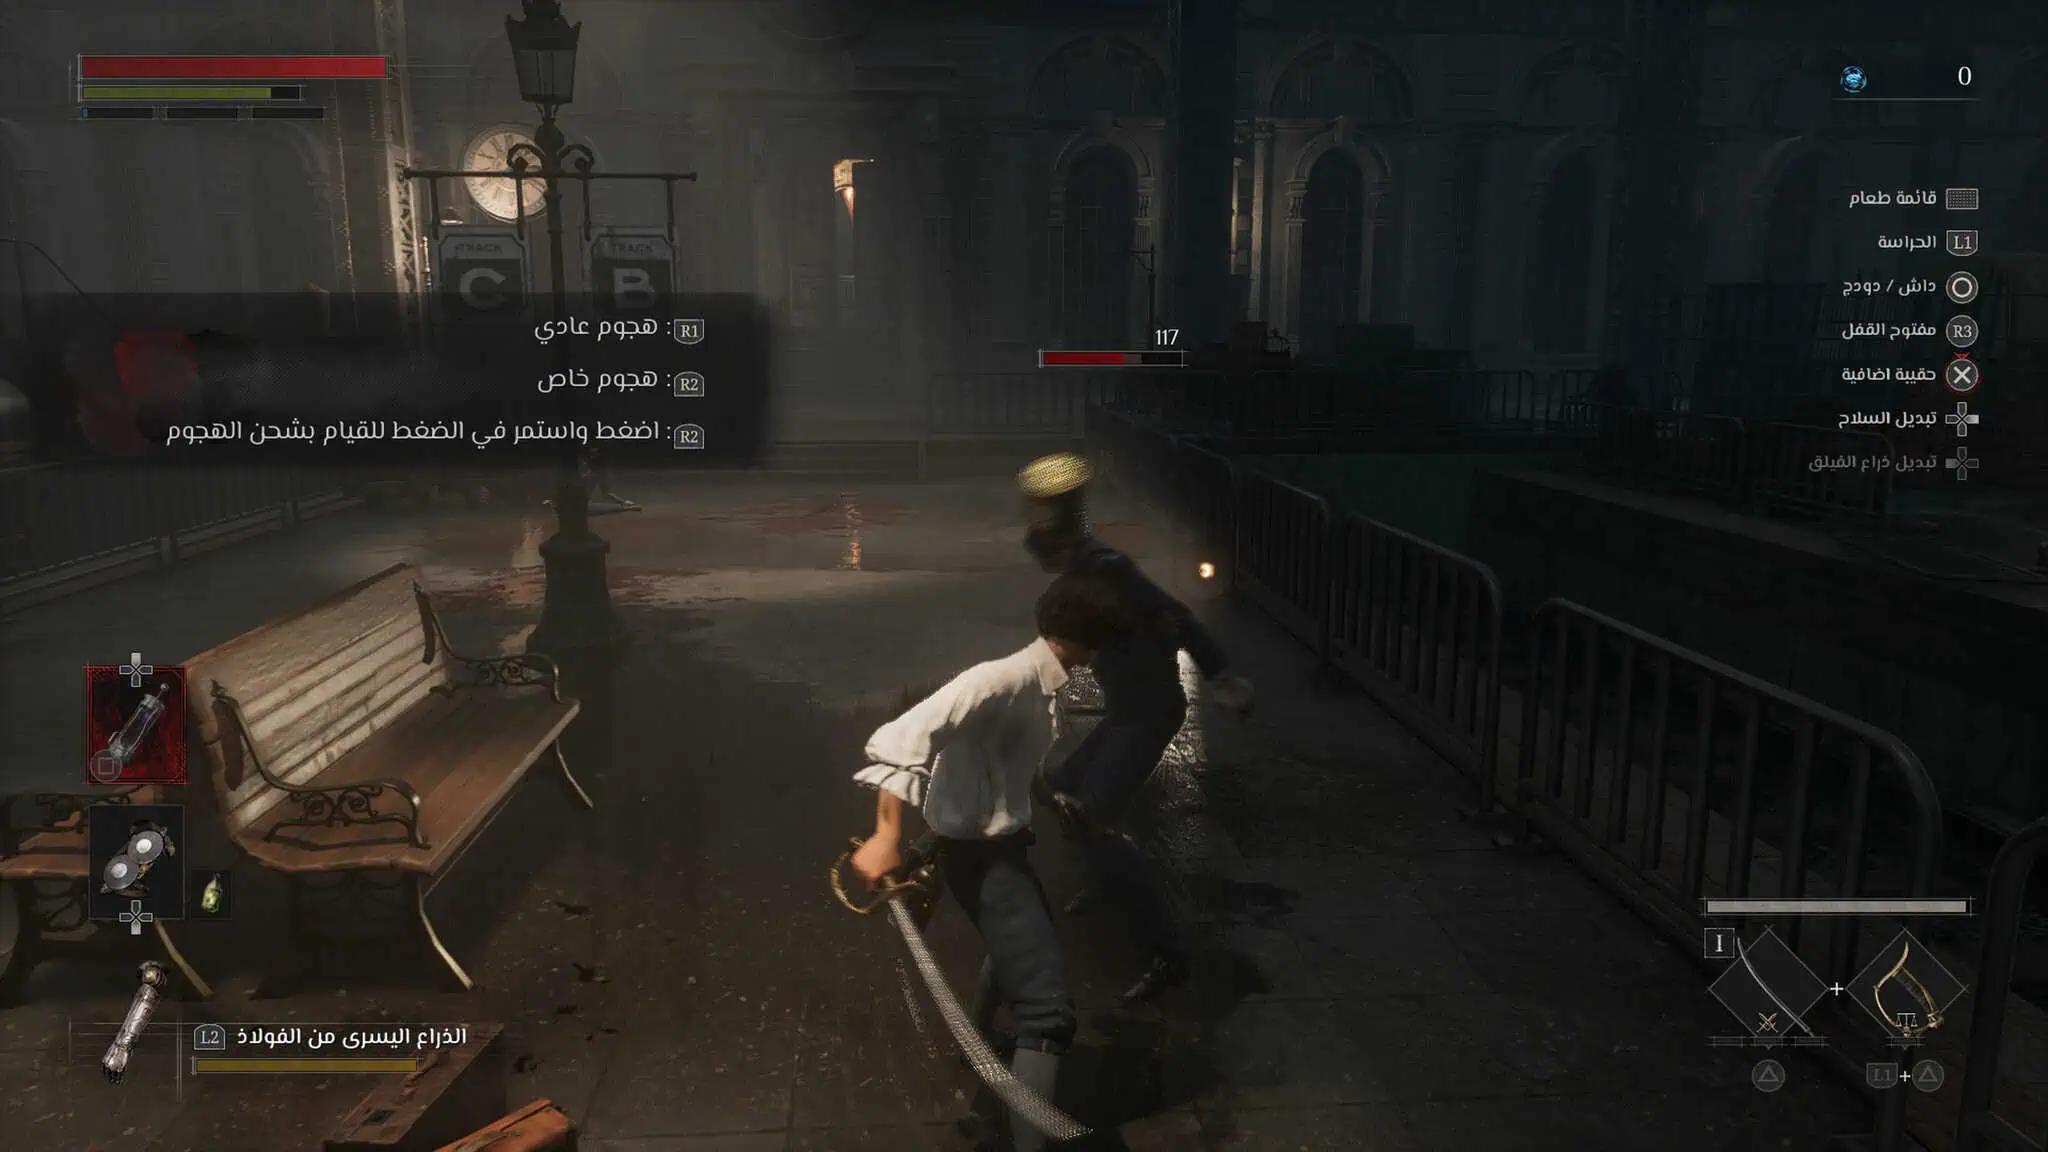 0
TRACK
C
TRACK
B
R1 : هجوم عادي
R2 : هجوم خاص
R2 : اضغط واستمر في الضغط للقيام بشحن الهجوم
117
قائمة طعام
L1 الحراسة
داش / دودج
R3 مفتوح القفل
حقيبة اضافية
تبديل السلاح
تبديل ذراع الفيلق
L2 الذراع اليسرى من الفولاذ
I
+
L1 +